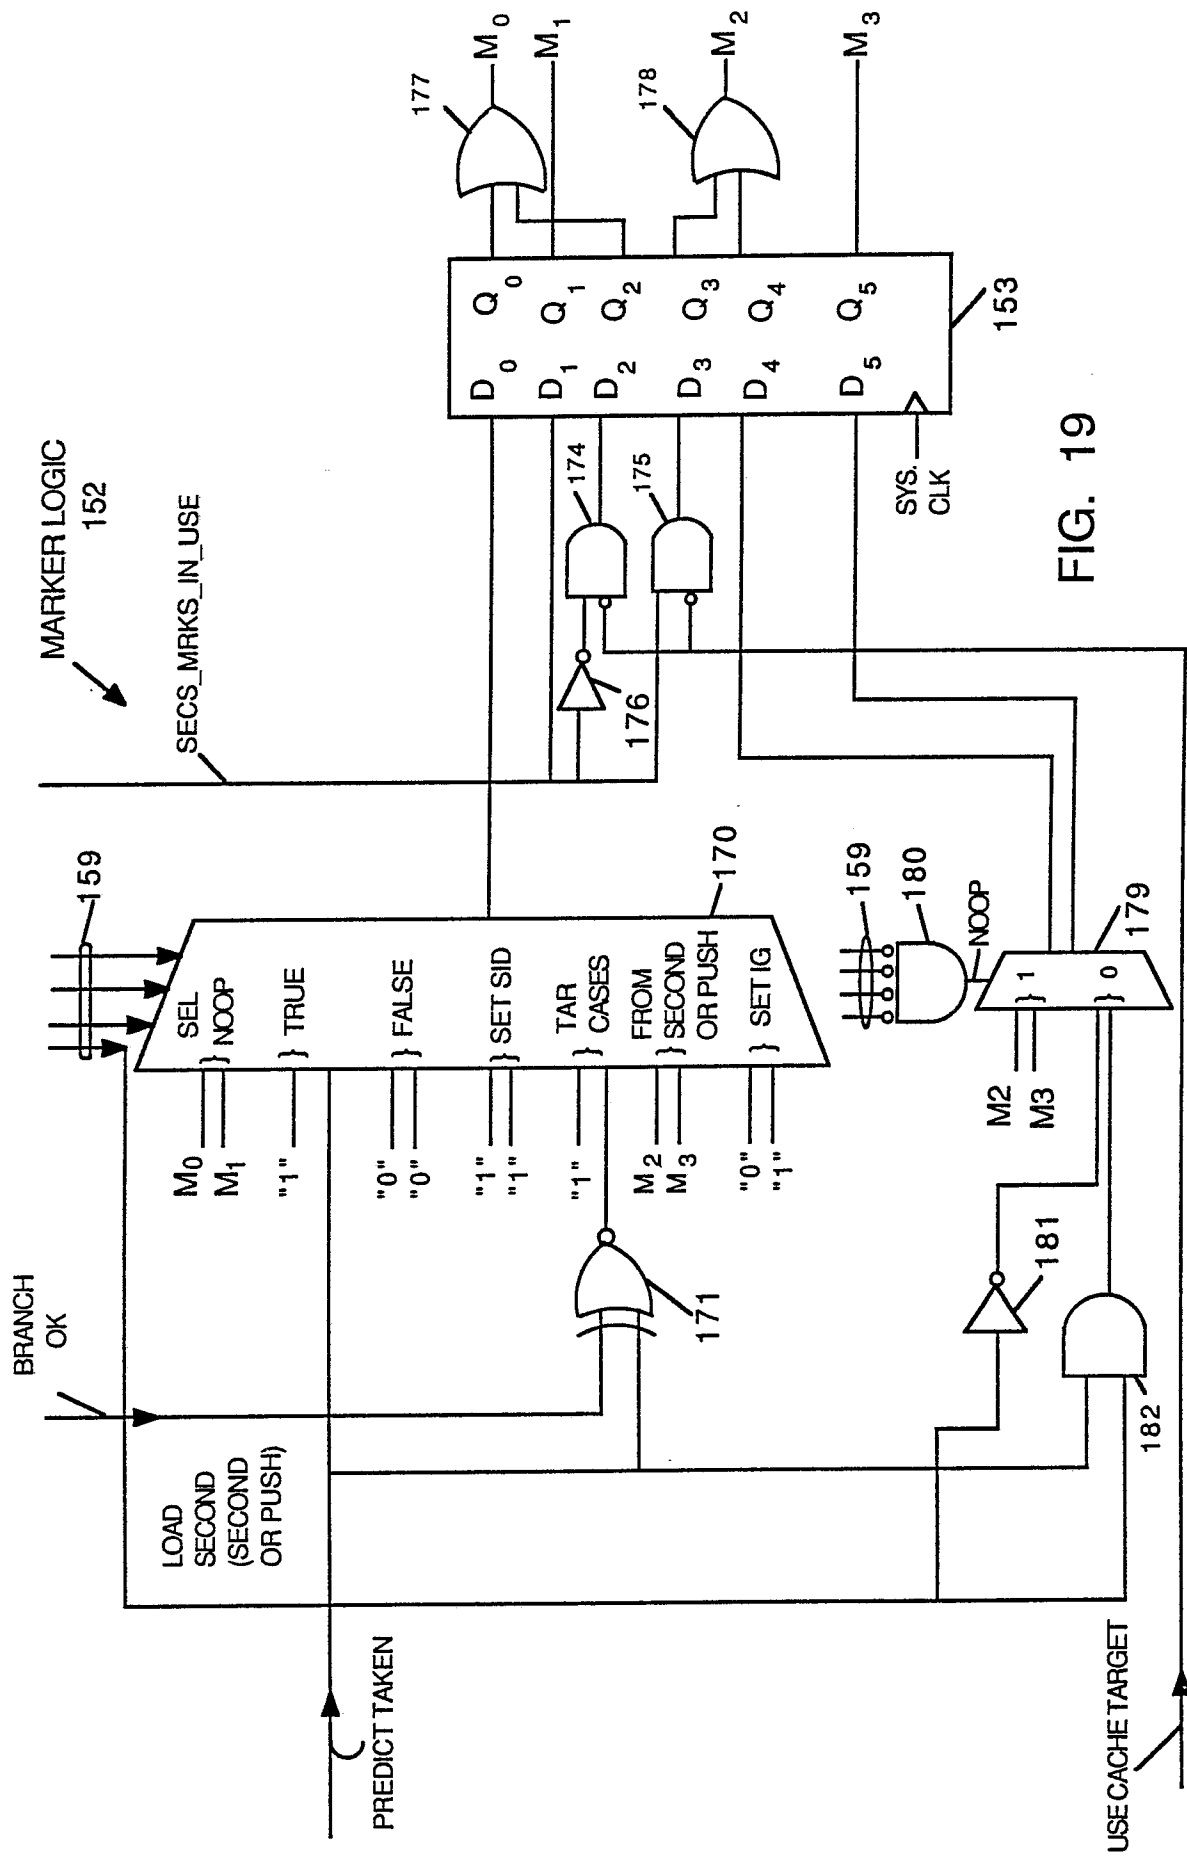 MARKER LOGIC
152
SECS_MRKS_IN_USE
BRANCH
OK
159
SEL
} NOOP
} TRUE
} FALSE
} SET SID
TAR
} CASES
FROM
} SECOND
OR PUSH
} SET IG
M0
M1
"1"
"0"
"0"
"1"
"1"
"1"
M2
M3
"0"
"1"
170
LOAD
SECOND
(SECOND
OR PUSH)
PREDICT TAKEN
171
176
174
175
D0 Q0
D1 Q1
D2 Q2
D3 Q3
D4 Q4
D5 Q5
SYS.
CLK
153
177
178
M0
M1
M2
M3
159
180
NOOP
179
} 1
} 0
M2
M3
181
182
USE CACHE TARGET
FIG. 19